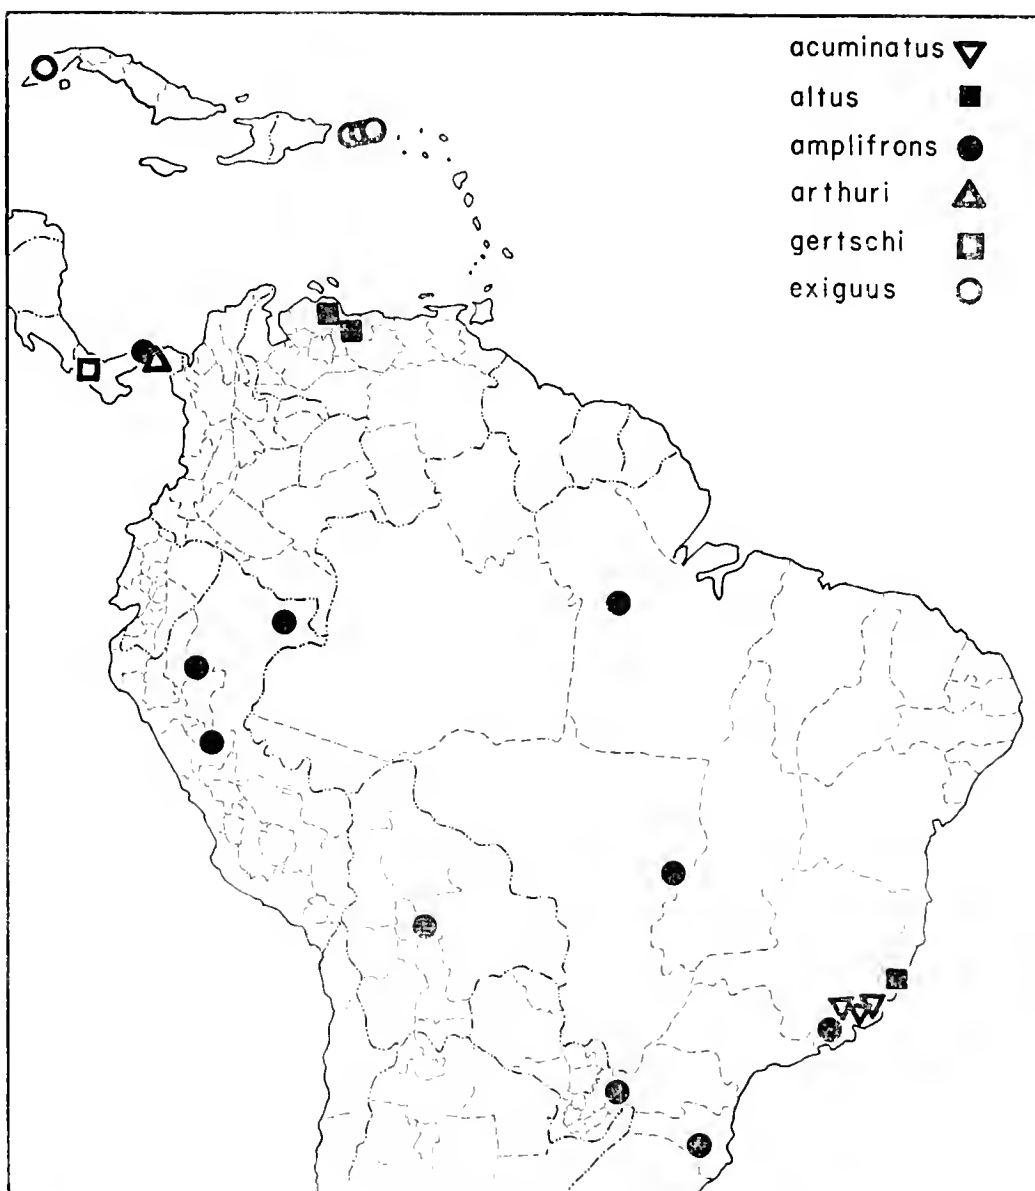 acuminatus
altus
amplifrons
arthuri
gertschi
exiguus